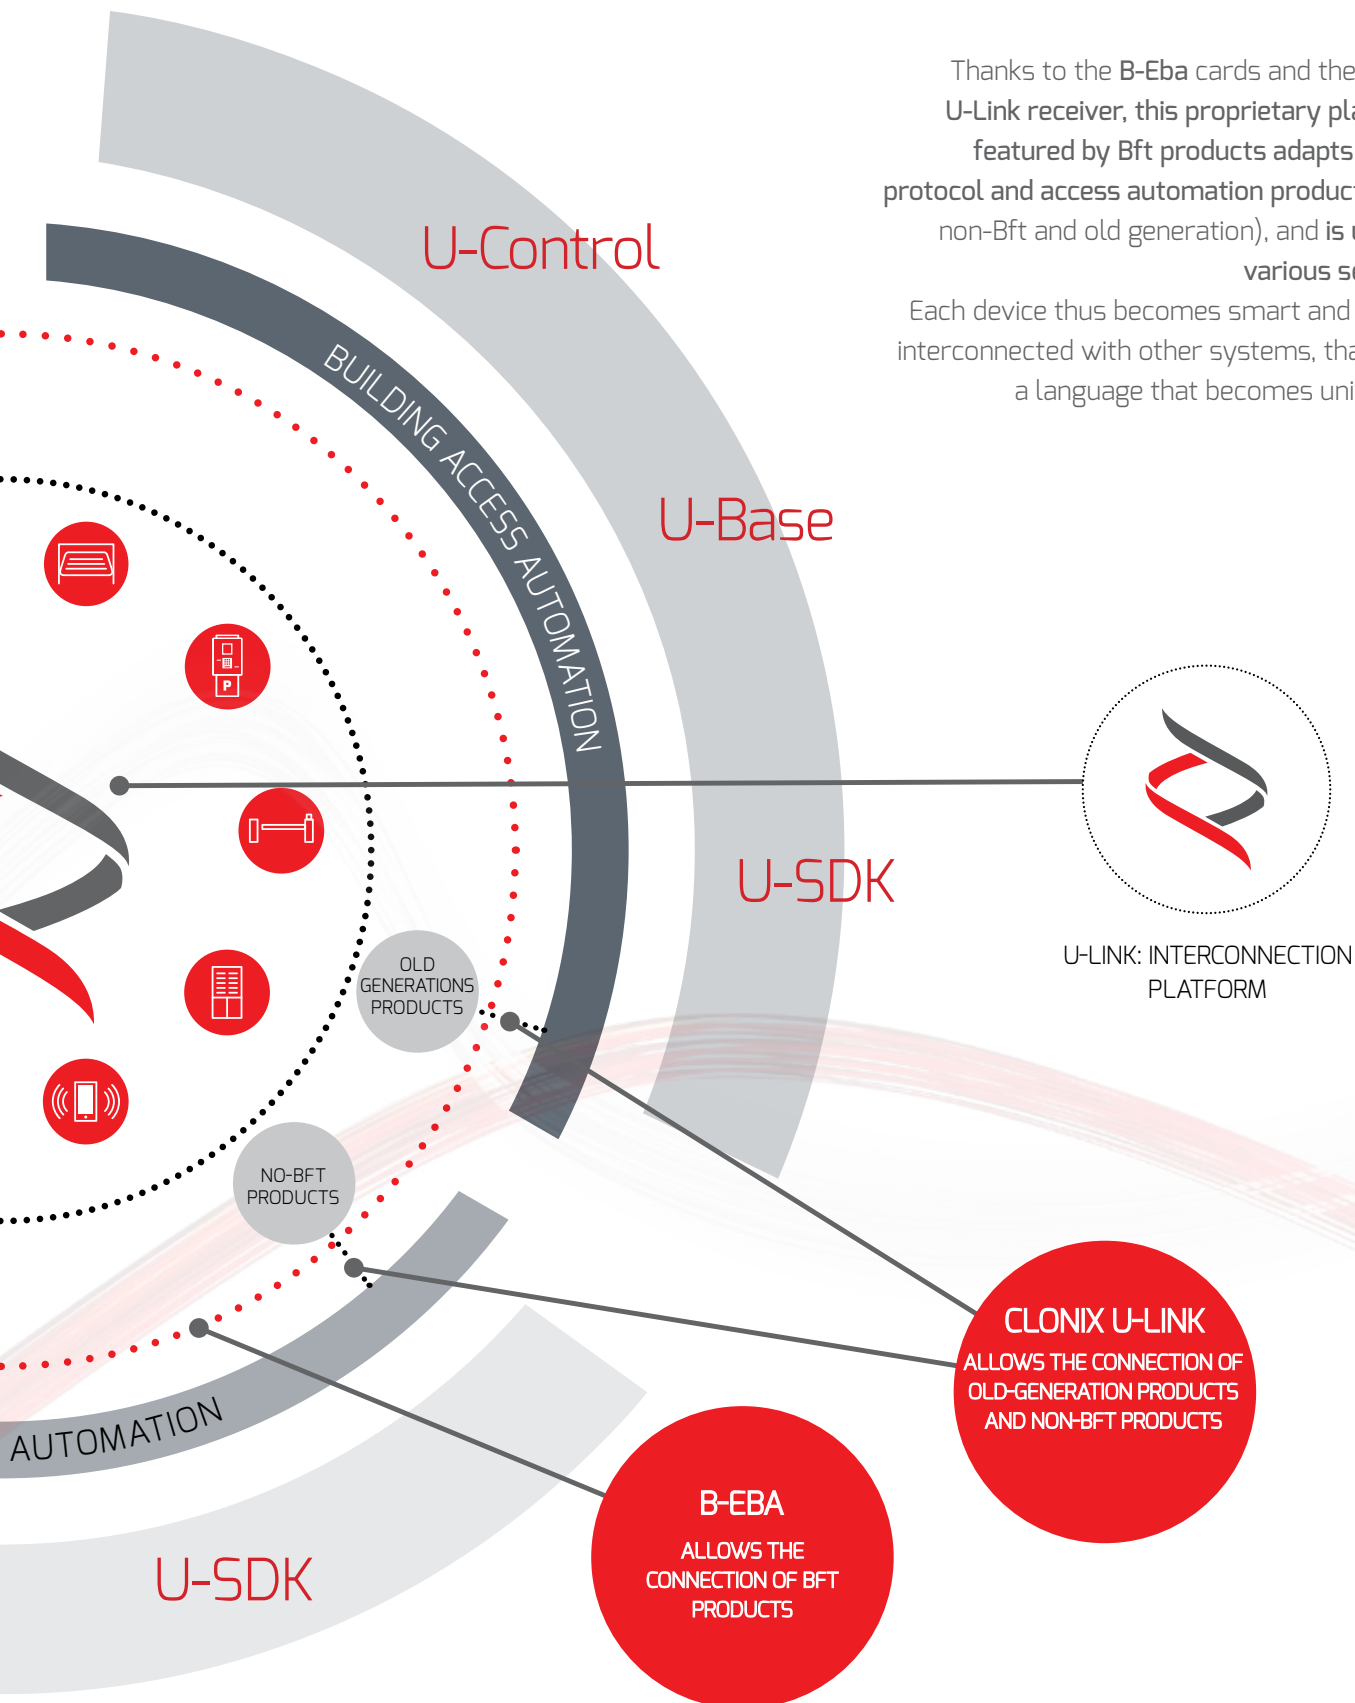 Thanks to the B-Eba cards and the
U-Link receiver, this proprietary
featured by Bft products adapts
protocol and access automation
non-Bft and old generation), and is
various
Each device thus becomes smart and
interconnected with other systems,
a language that becomes
U-Control
BUILDING ACCESS AUTOMATION
U-Base
P
U-SDK
U-LINK: INTERCONNECTION
PLATFORM
OLD
GENERATIONS
PRODUCTS
NO-BFT
PRODUCTS
CLONIX U-LINK
ALLOWS THE CONNECTION OF
OLD-GENERATION PRODUCTS
AND NON-BFT PRODUCTS
AUTOMATION
B-EBA
ALLOWS THE
CONNECTION OF BFT
PRODUCTS
U-SDK